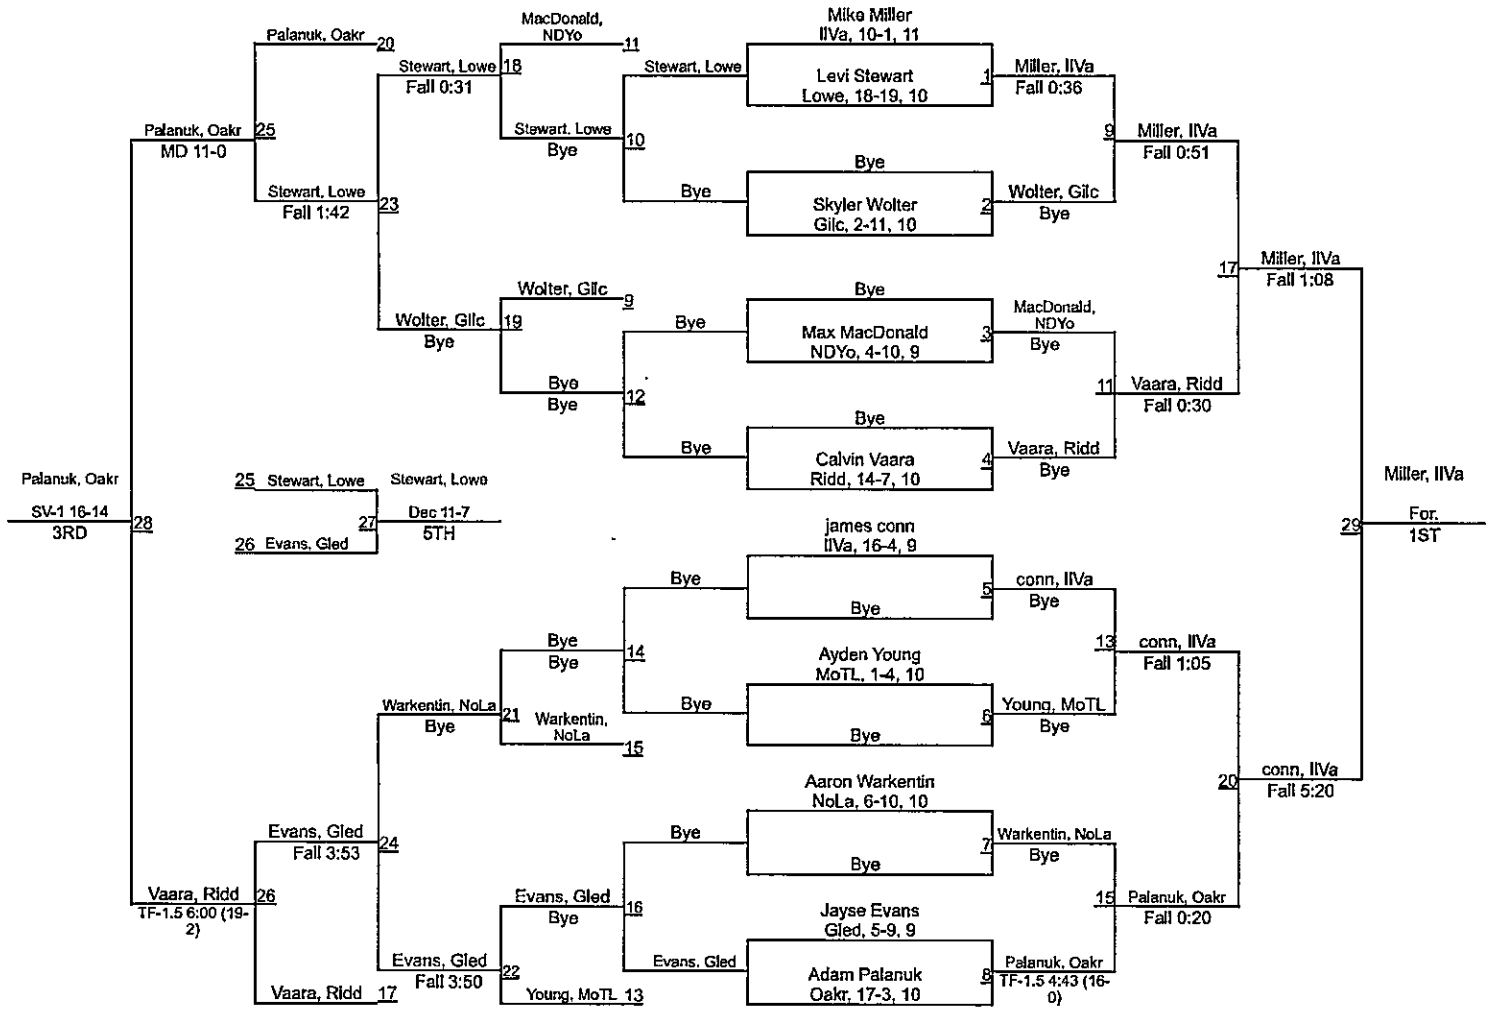 Palanuk, Oakr
20
MacDonald,
NDYo
11
Stewart, Lowe
18
Fall 0:31
Stewart, Lowe
Mike Miller
IIVa, 10-1, 11
Levi Stewart
Lowe, 18-19, 10
1
Miller, IIVa
Fall 0:36
Palanuk, Oakr
25
MD 11-0
Stewart, Lowe
Bye
10
9
Miller, IIVa
Fall 0:51
Stewart, Lowe
Fall 1:42
23
Bye
Bye
Skyler Wolter
Gilc, 2-11, 10
2
Wolter, Gilc
Bye
17
Miller, IIVa
Fall 1:08
Wolter, Gilc
9
Wolter, Gilc
19
Bye
Bye
Bye
Max MacDonald
NDYo, 4-10, 9
3
MacDonald,
NDYo
Bye
Bye
Bye
12
11
Vaara, Ridd
Fall 0:30
Bye
Bye
Calvin Vaara
Ridd, 14-7, 10
4
Vaara, Ridd
Bye
Palanuk, Oakr
SV-1 16-14
3RD
28
25
Stewart, Lowe
26
Evans, Gled
27
Stewart, Lowe
Dec 11-7
5TH
Miller, IIVa
For.
1ST
29
james conn
IIVa, 16-4, 9
Bye
Bye
5
conn, IIVa
Bye
Bye
Bye
14
13
conn, IIVa
Fall 1:05
Ayden Young
MoTL, 1-4, 10
Bye
Bye
6
Young, MoTL
Bye
Warkentin, NoLa
Bye
21
Warkentin,
NoLa
15
20
conn, IIVa
Fall 5:20
Aaron Warkentin
NoLa, 6-10, 10
Bye
Bye
7
Warkentin, NoLa
Bye
Evans, Gled
Fall 3:53
24
Vaara, Ridd
TF-1.5 6:00 (19-
2)
26
Evans, Gled
Bye
16
15
Palanuk, Oakr
Fall 0:20
Jayse Evans
Gled, 5-9, 9
Evans, Gled
Fall 3:50
22
Evans, Gled
Adam Palanuk
Oakr, 17-3, 10
8
Palanuk, Oakr
TF-1.5 4:43 (16-
0)
Vaara, Ridd
17
Young, MoTL
13